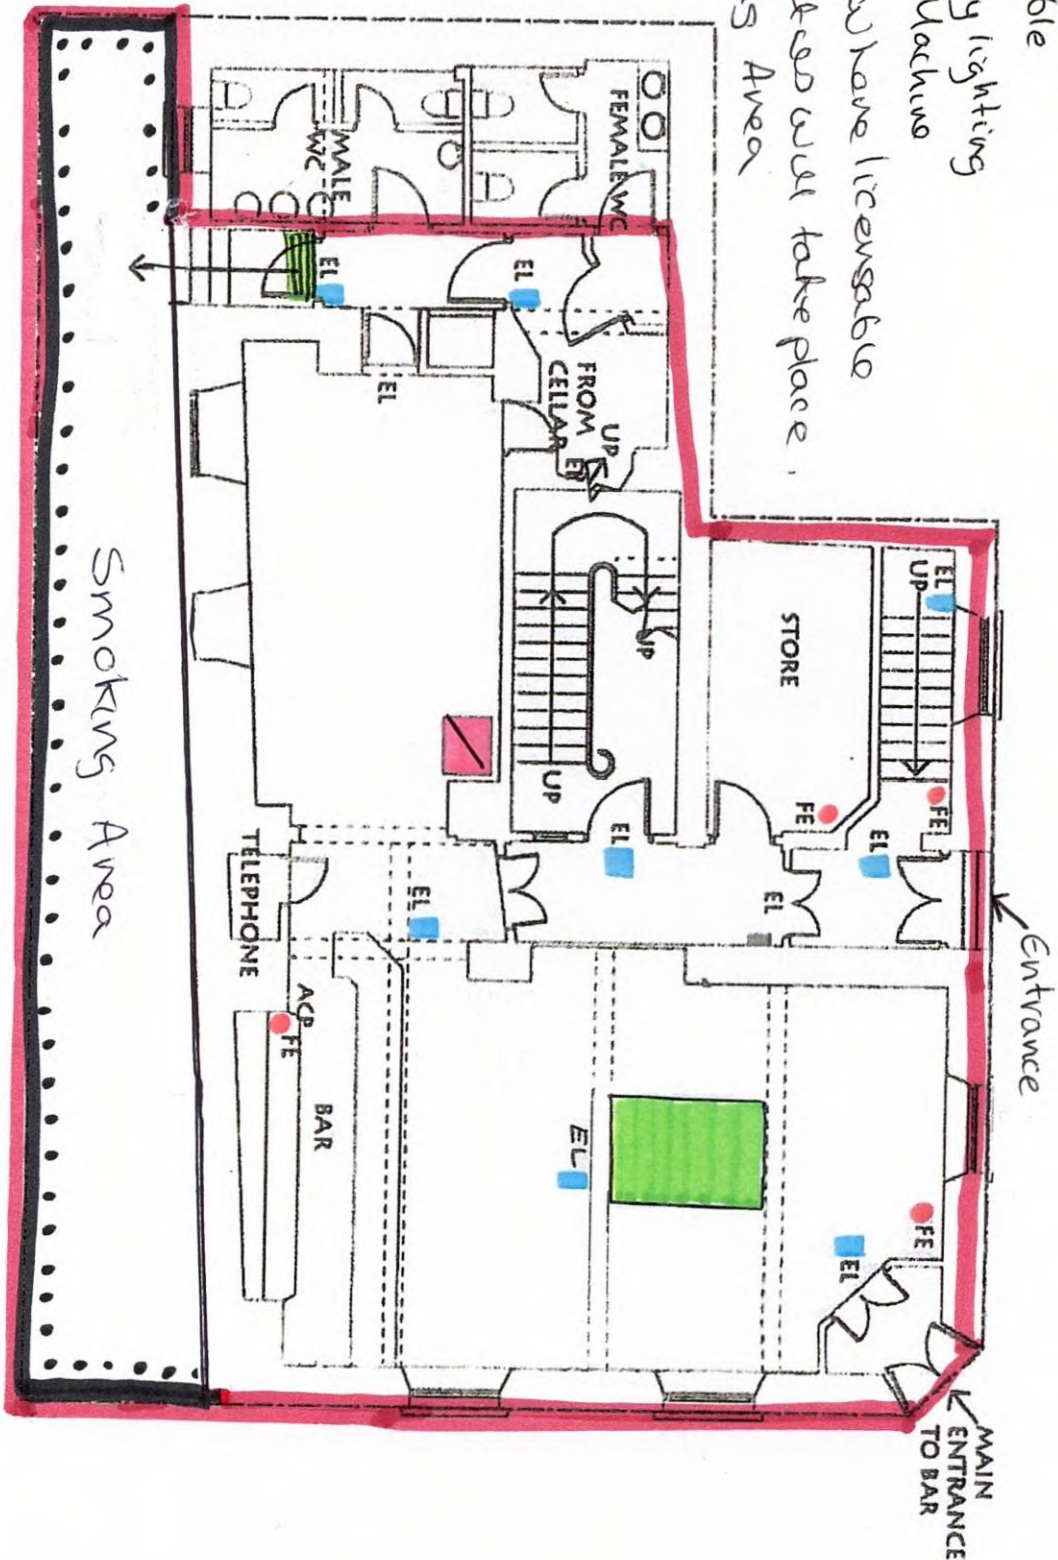 ble
y lighting
Machine
where licensable
will take place.
Area
Entrance
MAIN
ENTRANCE
TO BAR
FEMALE WC
MALE
WC
EL
EL
EL
UP
FROM
CELLAR
EL
UP
UP
STORE
EL
UP
FE
FE
EL
EL
EL
EL
TELEPHONE
ACP
FE
BAR
EL
FE
EL
Smoking Area